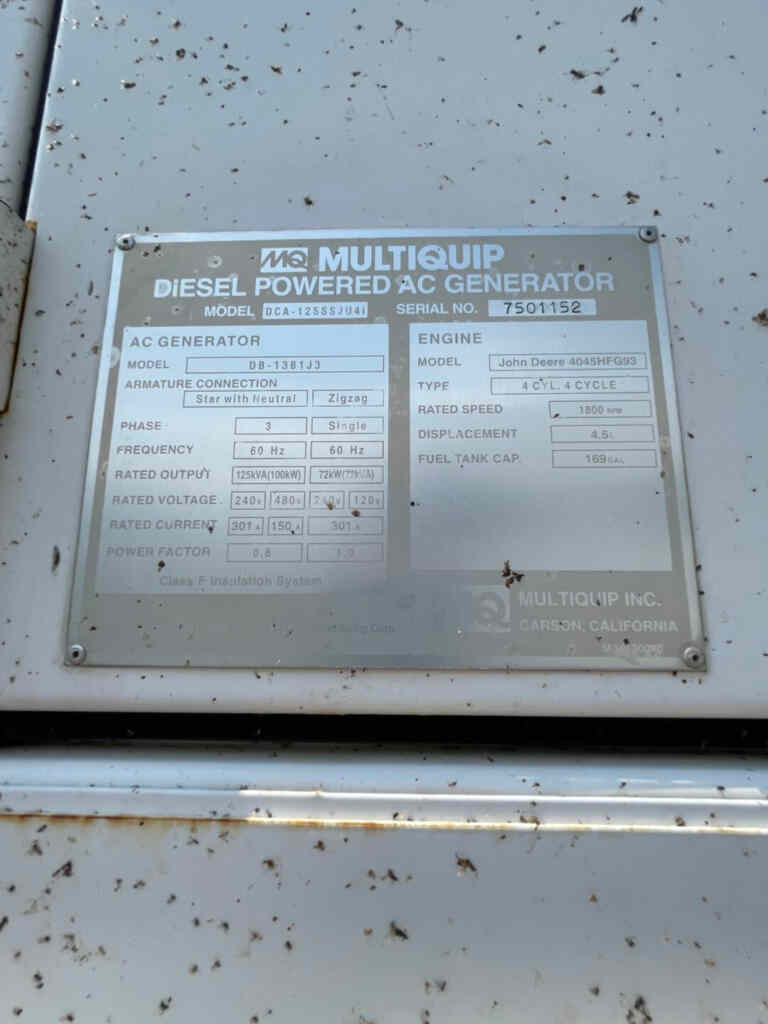 MQ MULTIQUIP
DIESEL POWERED AC GENERATOR
MODEL DCA-125SSJU4I SERIAL NO. 7501152
AC GENERATOR
MODEL DB-1381J3
ARMATURE CONNECTION
Star with Neutral Zigzag
PHASE 3 Single
FREQUENCY 60 Hz 60 Hz
RATED OUTPUT 125kVA(100kW) 72kW(72kVA)
RATED VOLTAGE 240V 480V 240V 120V
RATED CURRENT 301A 150A 301A
POWER FACTOR 0.8 1.0
Class F Insulation System
ENGINE
MODEL John Deere 4045HFG93
TYPE 4 CYL. 4 CYCLE
RATED SPEED 1800 RPM
DISPLACEMENT 4.5L
FUEL TANK CAP. 169GAL
MULTIQUIP INC.
CARSON, CALIFORNIA